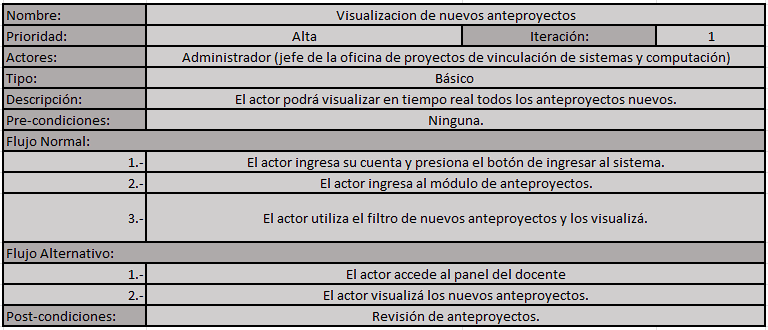 Nombre: Visualizacion de nuevos anteproyectos
Prioridad: Alta Iteración: 1
Actores: Administrador (jefe de la oficina de proyectos de vinculación de sistemas y computación)
Tipo: Básico
Descripción: El actor podrá visualizar en tiempo real todos los anteproyectos nuevos.
Pre-condiciones: Ninguna.
Flujo Normal:
1.- El actor ingresa su cuenta y presiona el botón de ingresar al sistema.
2.- El actor ingresa al módulo de anteproyectos.
3.- El actor utiliza el filtro de nuevos anteproyectos y los visualizá.
Flujo Alternativo:
1.- El actor accede al panel del docente
2.- El actor visualizá los nuevos anteproyectos.
Post-condiciones: Revisión de anteproyectos.